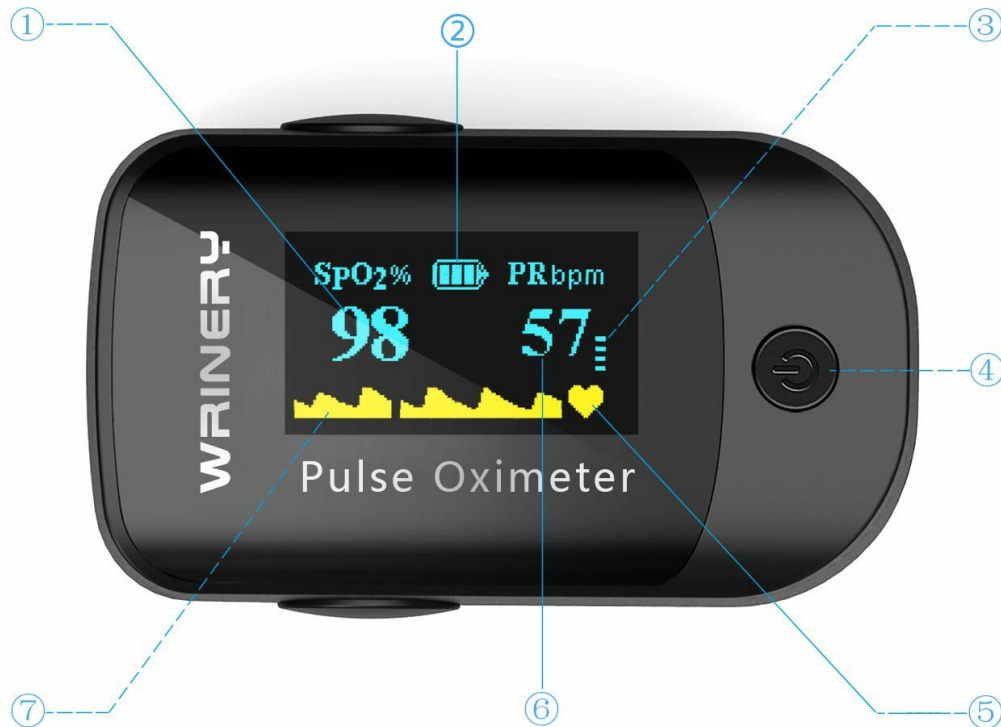 ① ② ③
SpO2% PRbpm
98 57
④
WRINERY
Pulse Oximeter
⑦ ⑥ ⑤